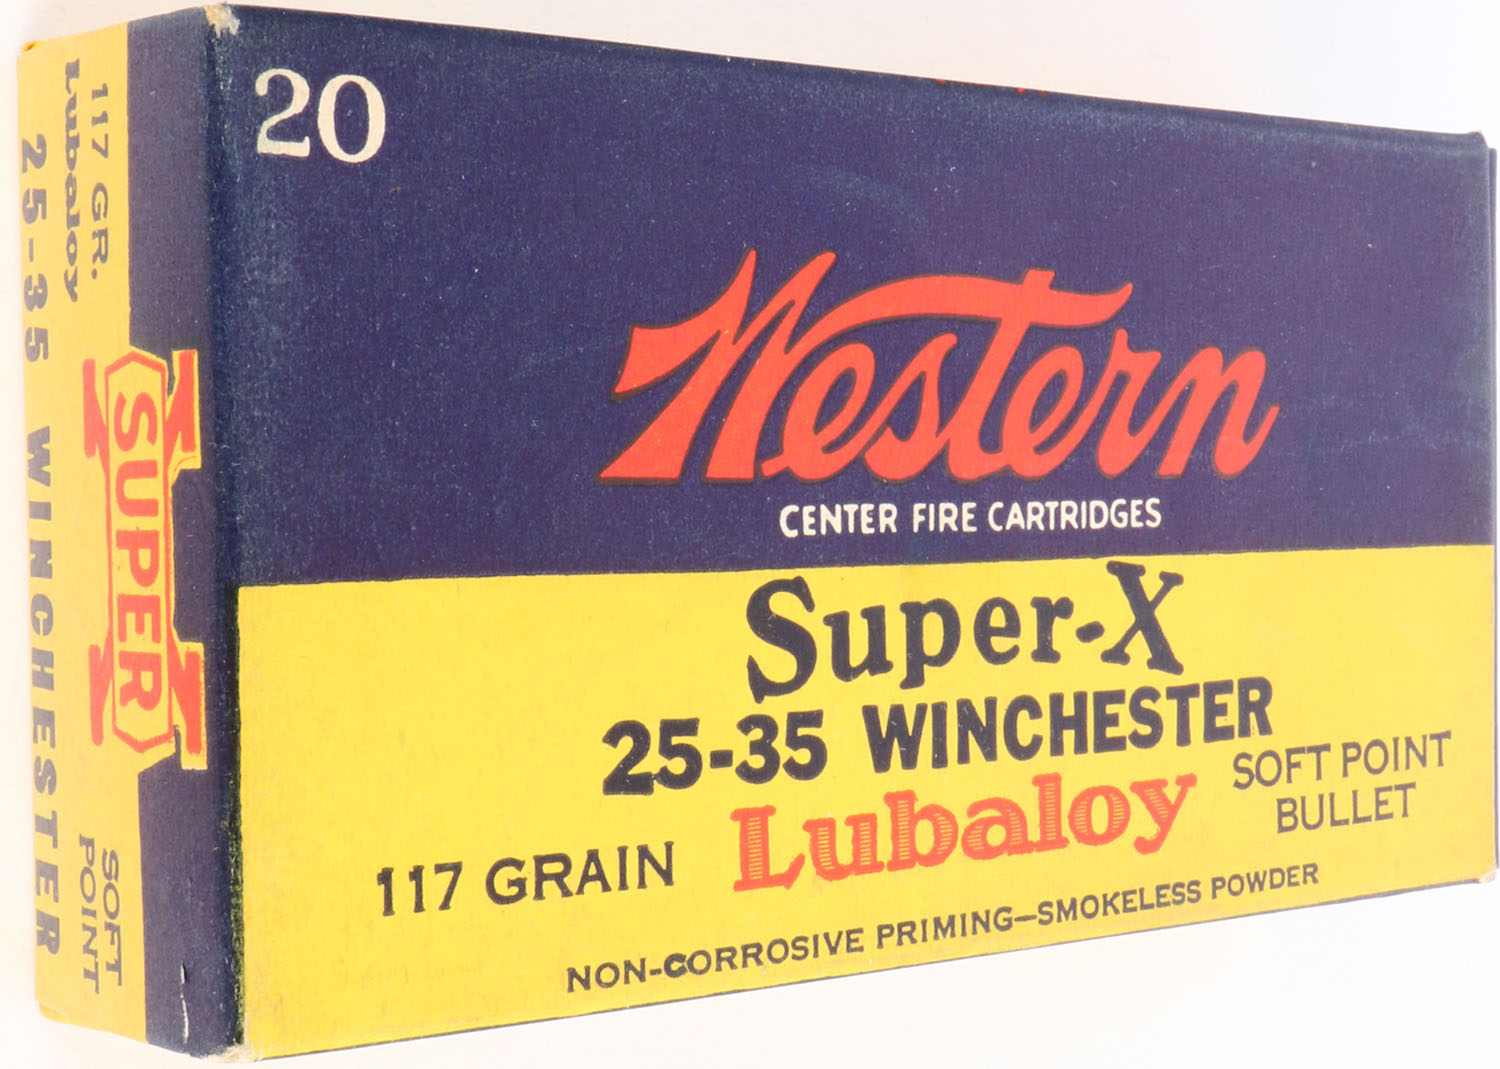 20
Western
CENTER FIRE CARTRIDGES
Super-X
25-35 WINCHESTER
117 GRAIN Lubaloy SOFT POINT
BULLET
NON-CORROSIVE PRIMING—SMOKELESS POWDER
117 GR.
Lubaloy
25-35 WINCHESTER
SUPER
X
SOFT
POINT